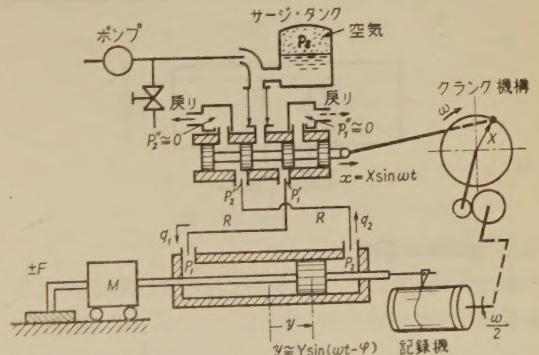 サージ・タンク
ポンプ
Ps
空気
クランク機構
戻り
戻り
ω
X
P₂''≅0
P₁''≅0
x=Xsinωt
P₂'
P₁'
R
R
q₁
q₂
P₁
P₂
±F
M
y
ω/2
y≅Ysin(ωt-φ)
記録機